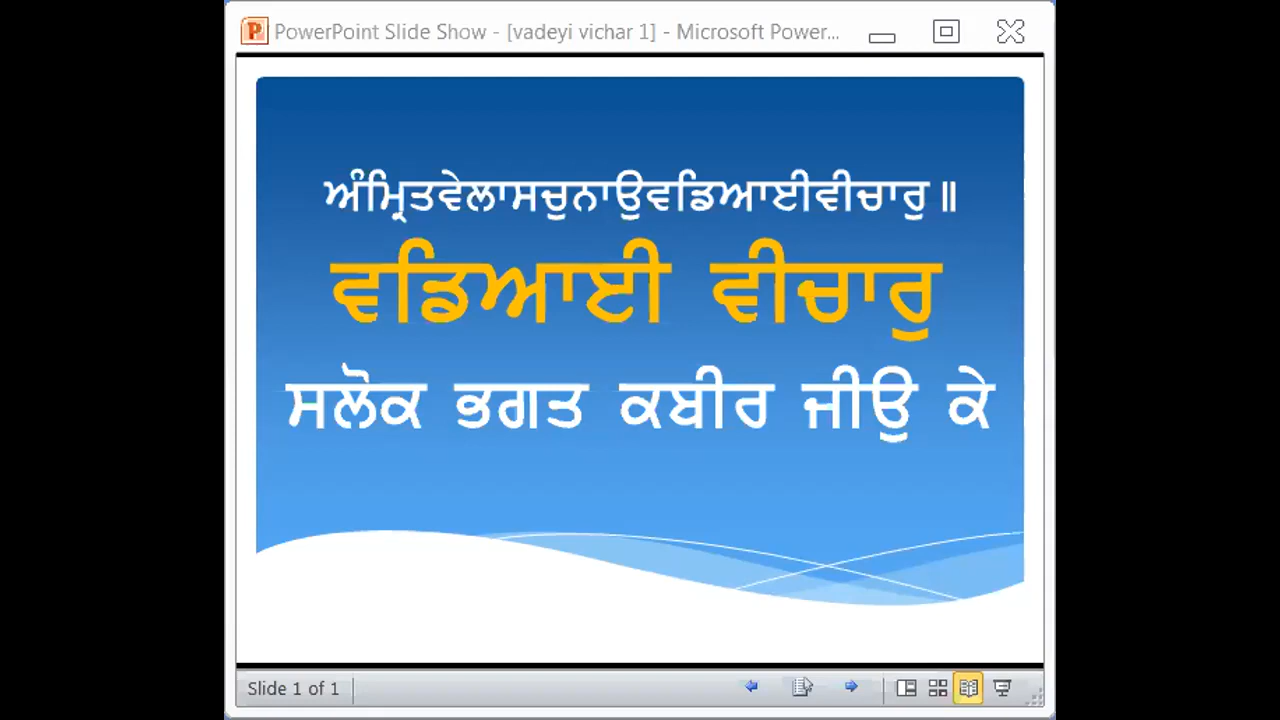 PowerPoint Slide Show - [vadeyi vichar 1] - Microsoft Power...
ਅੰਮ੍ਰਿਤਵੇਲਾਸਚੁਨਾਉਵਡਿਆਈਵੀਚਾਰੁ॥
ਵਡਿਆਈ ਵੀਚਾਰੁ
ਸਲੋਕ ਭਗਤ ਕਬੀਰ ਜੀਉ ਕੇ
Slide 1 of 1